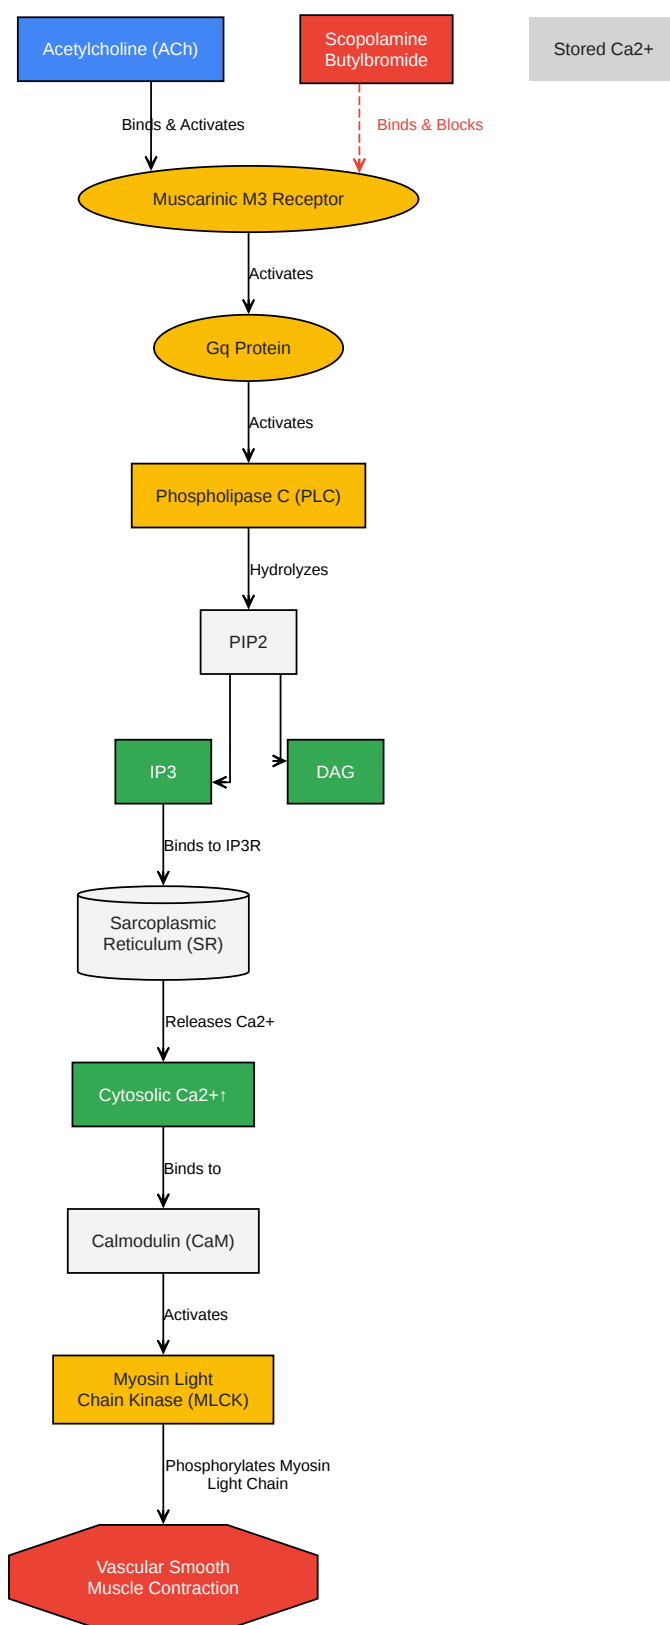 Acetylcholine (ACh)
Scopolamine
Butylbromide
Stored Ca2+
Binds & Activates
Binds & Blocks
Muscarinic M3 Receptor
Activates
Gq Protein
Activates
Phospholipase C (PLC)
Hydrolyzes
PIP2
IP3
DAG
Binds to IP3R
Sarcoplasmic
Reticulum (SR)
Releases Ca2+
Cytosolic Ca2+↑
Binds to
Calmodulin (CaM)
Activates
Myosin Light
Chain Kinase (MLCK)
Phosphorylates Myosin
Light Chain
Vascular Smooth
Muscle Contraction